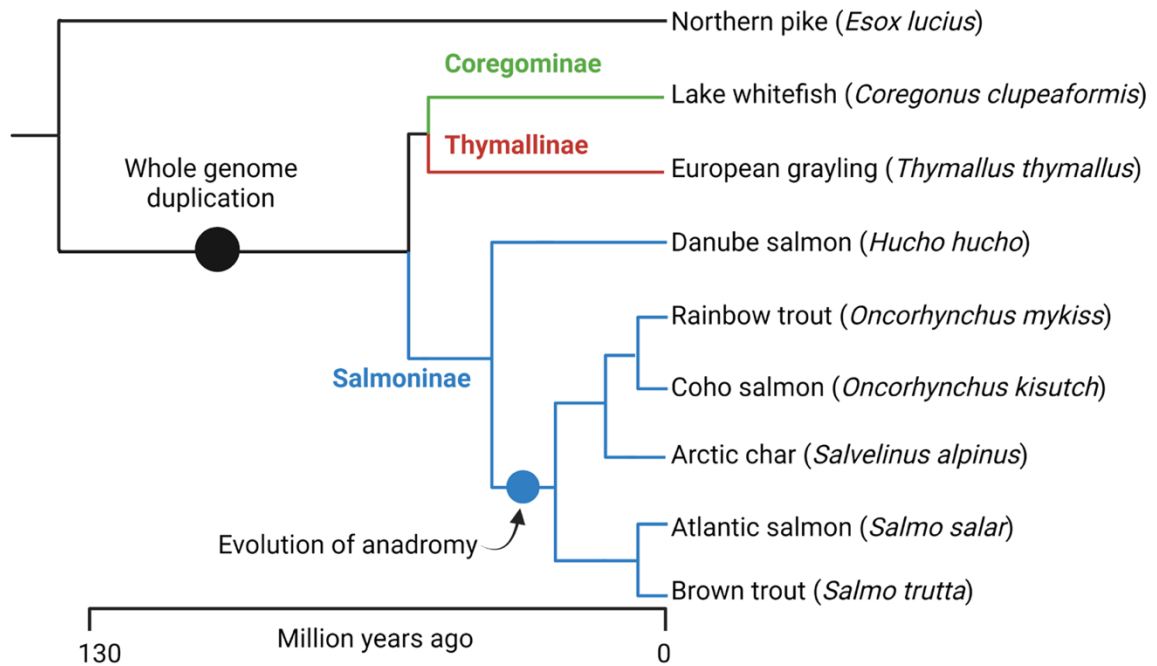 Northern pike (Esox lucius)
Coregominae
Lake whitefish (Coregonus clupeaformis)
Thymallinae
European grayling (Thymallus thymallus)
Whole genome
duplication
Danube salmon (Hucho hucho)
Rainbow trout (Oncorhynchus mykiss)
Salmoninae
Coho salmon (Oncorhynchus kisutch)
Arctic char (Salvelinus alpinus)
Atlantic salmon (Salmo salar)
Evolution of anadromy
Brown trout (Salmo trutta)
Million years ago
130
0